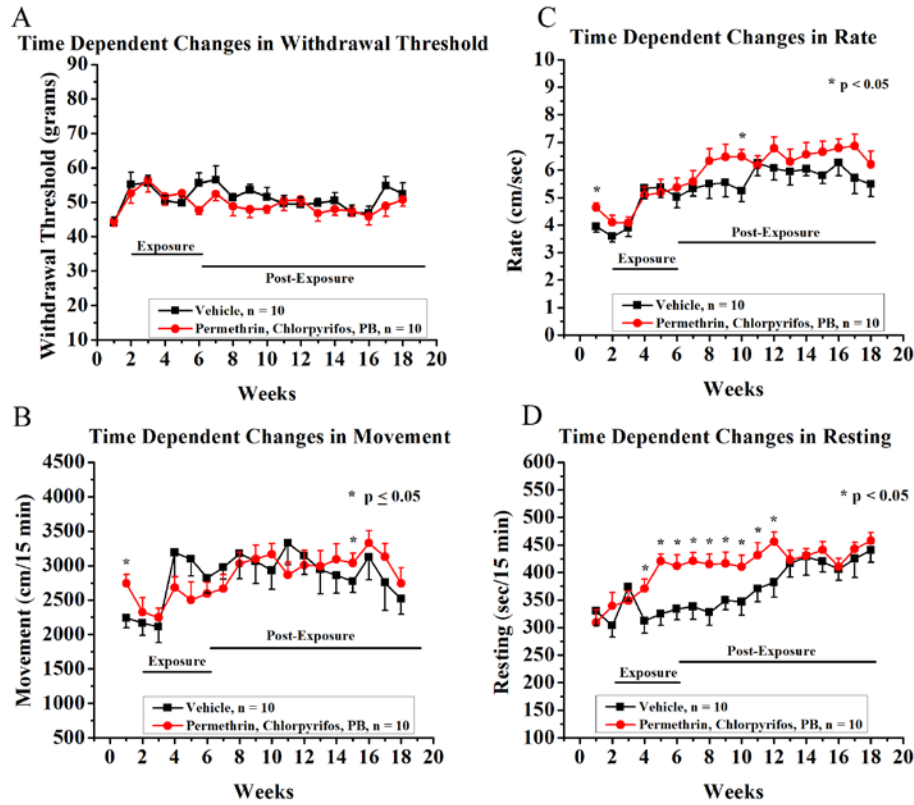 A
Time Dependent Changes in Withdrawal Threshold
Withdrawal Threshold (grams)
90
80
70
60
50
40
30
20
10
Exposure
Post-Exposure
Vehicle, n = 10
Permethrin, Chlorpyrifos, PB, n = 10
0 2 4 6 8 10 12 14 16 18 20
Weeks
B
Time Dependent Changes in Movement
Movement (cm/15 min)
4500
4000
3500
3000
2500
2000
1500
1000
500
* p ≤ 0.05
*
*
Exposure
Post-Exposure
Vehicle, n = 10
Permethrin, Chlorpyrifos, PB, n = 10
0 2 4 6 8 10 12 14 16 18 20
Weeks
C
Time Dependent Changes in Rate
Rate (cm/sec)
10
9
8
7
6
5
4
3
2
1
0
* p < 0.05
*
*
Exposure
Post-Exposure
Vehicle, n = 10
Permethrin, Chlorpyrifos, PB, n = 10
0 2 4 6 8 10 12 14 16 18 20
Weeks
D
Time Dependent Changes in Resting
Resting (sec/15 min)
600
550
500
450
400
350
300
250
200
150
100
* p < 0.05
* * * * * * * * *
Exposure
Post-Exposure
Vehicle, n = 10
Permethrin, Chlorpyrifos, PB, n = 10
0 2 4 6 8 10 12 14 16 18 20
Weeks